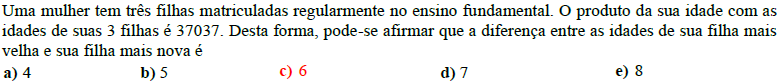 Uma mulher tem três filhas matriculadas regularmente no ensino fundamental. O produto da sua idade com as
idades de suas 3 filhas é 37037. Desta forma, pode-se afirmar que a diferença entre as idades de sua filha mais
velha e sua filha mais nova é
a) 4 b) 5 c) 6 d) 7 e) 8